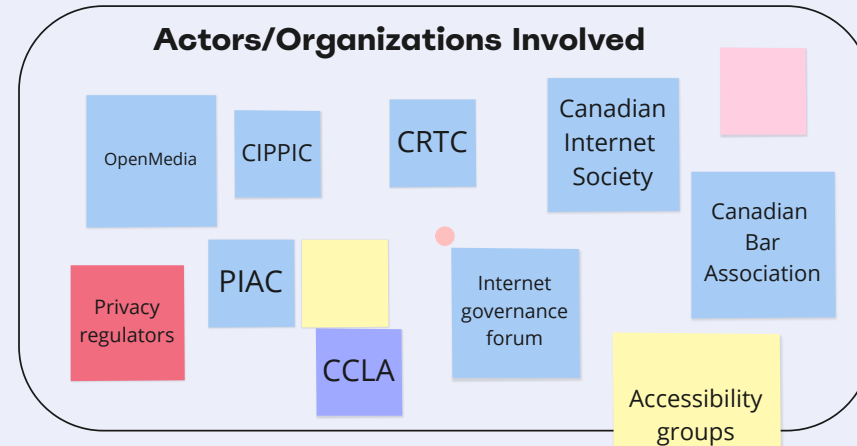 Actors/Organizations Involved
OpenMedia
CIPPIC
CRTC
Canadian
Internet
Society
Canadian
Bar
Association
Privacy
regulators
PIAC
CCLA
Internet
governance
forum
Accessibility
groups